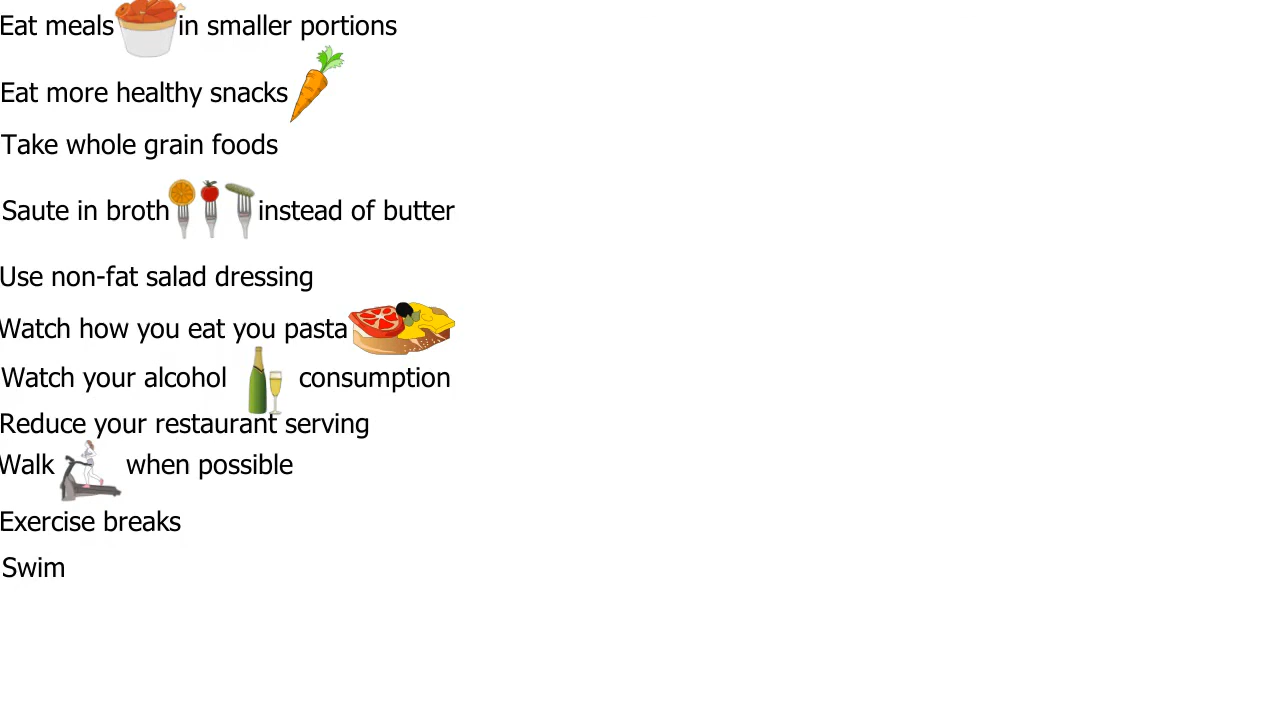 Eat meals in smaller portions
Eat more healthy snacks
Take whole grain foods
Saute in broth instead of butter
Use non-fat salad dressing
Watch how you eat you pasta
Watch your alcohol consumption
Reduce your restaurant serving
Walk when possible
Exercise breaks
Swim